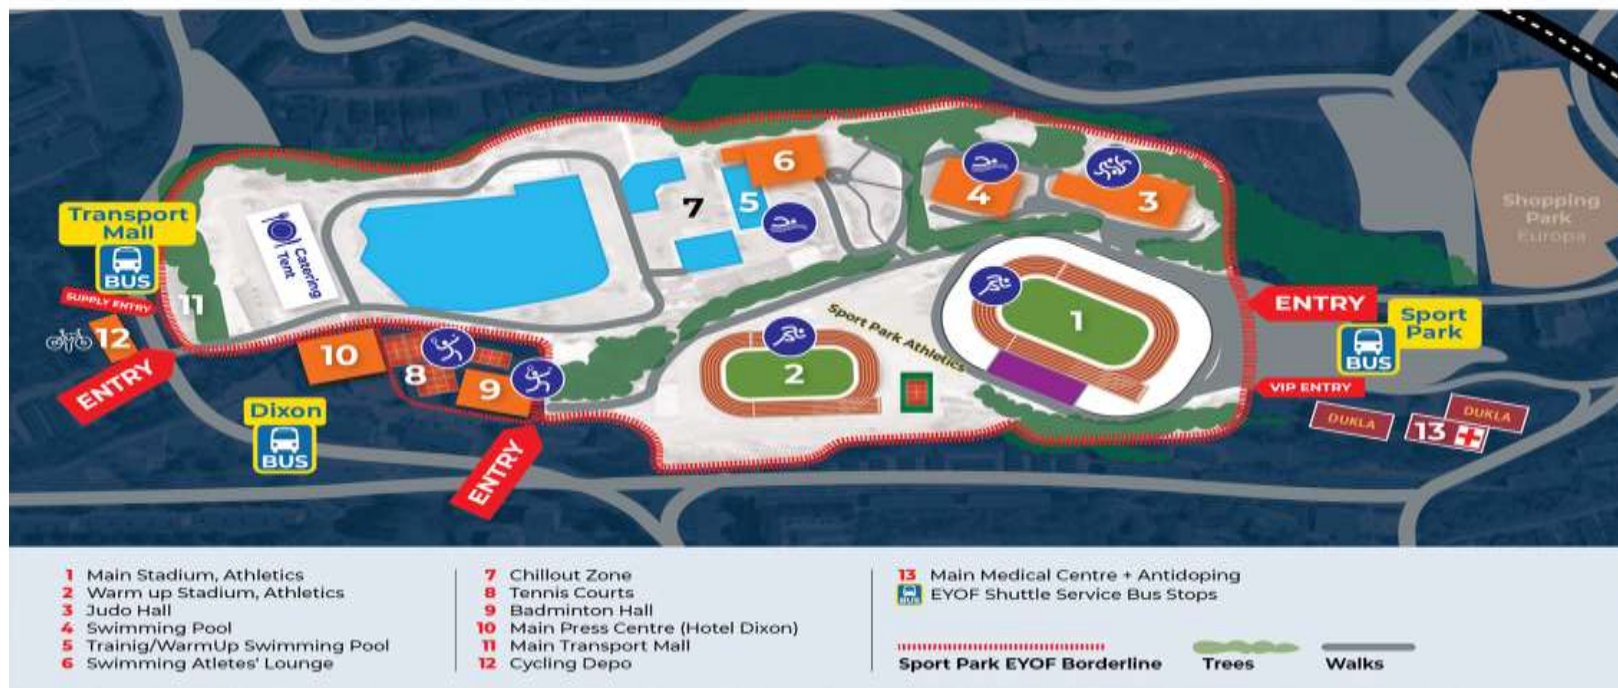 Transport
Mall
BUS
SUPPLY ENTRY
12
ENTRY
11
Catering
Tent
Dixon
BUS
10
8
9
ENTRY
7
5
6
4
3
Sport Park Athletics
2
1
ENTRY
Sport
Park
BUS
VIP ENTRY
DUKLA
DUKLA
13
Shopping
Park
Europa
1 Main Stadium, Athletics
2 Warm up Stadium, Athletics
3 Judo Hall
4 Swimming Pool
5 Trainig/WarmUp Swimming Pool
6 Swimming Atletes' Lounge
7 Chillout Zone
8 Tennis Courts
9 Badminton Hall
10 Main Press Centre (Hotel Dixon)
11 Main Transport Mall
12 Cycling Depo
13 Main Medical Centre + Antidoping
BUS EYOF Shuttle Service Bus Stops
Sport Park EYOF Borderline
Trees
Walks